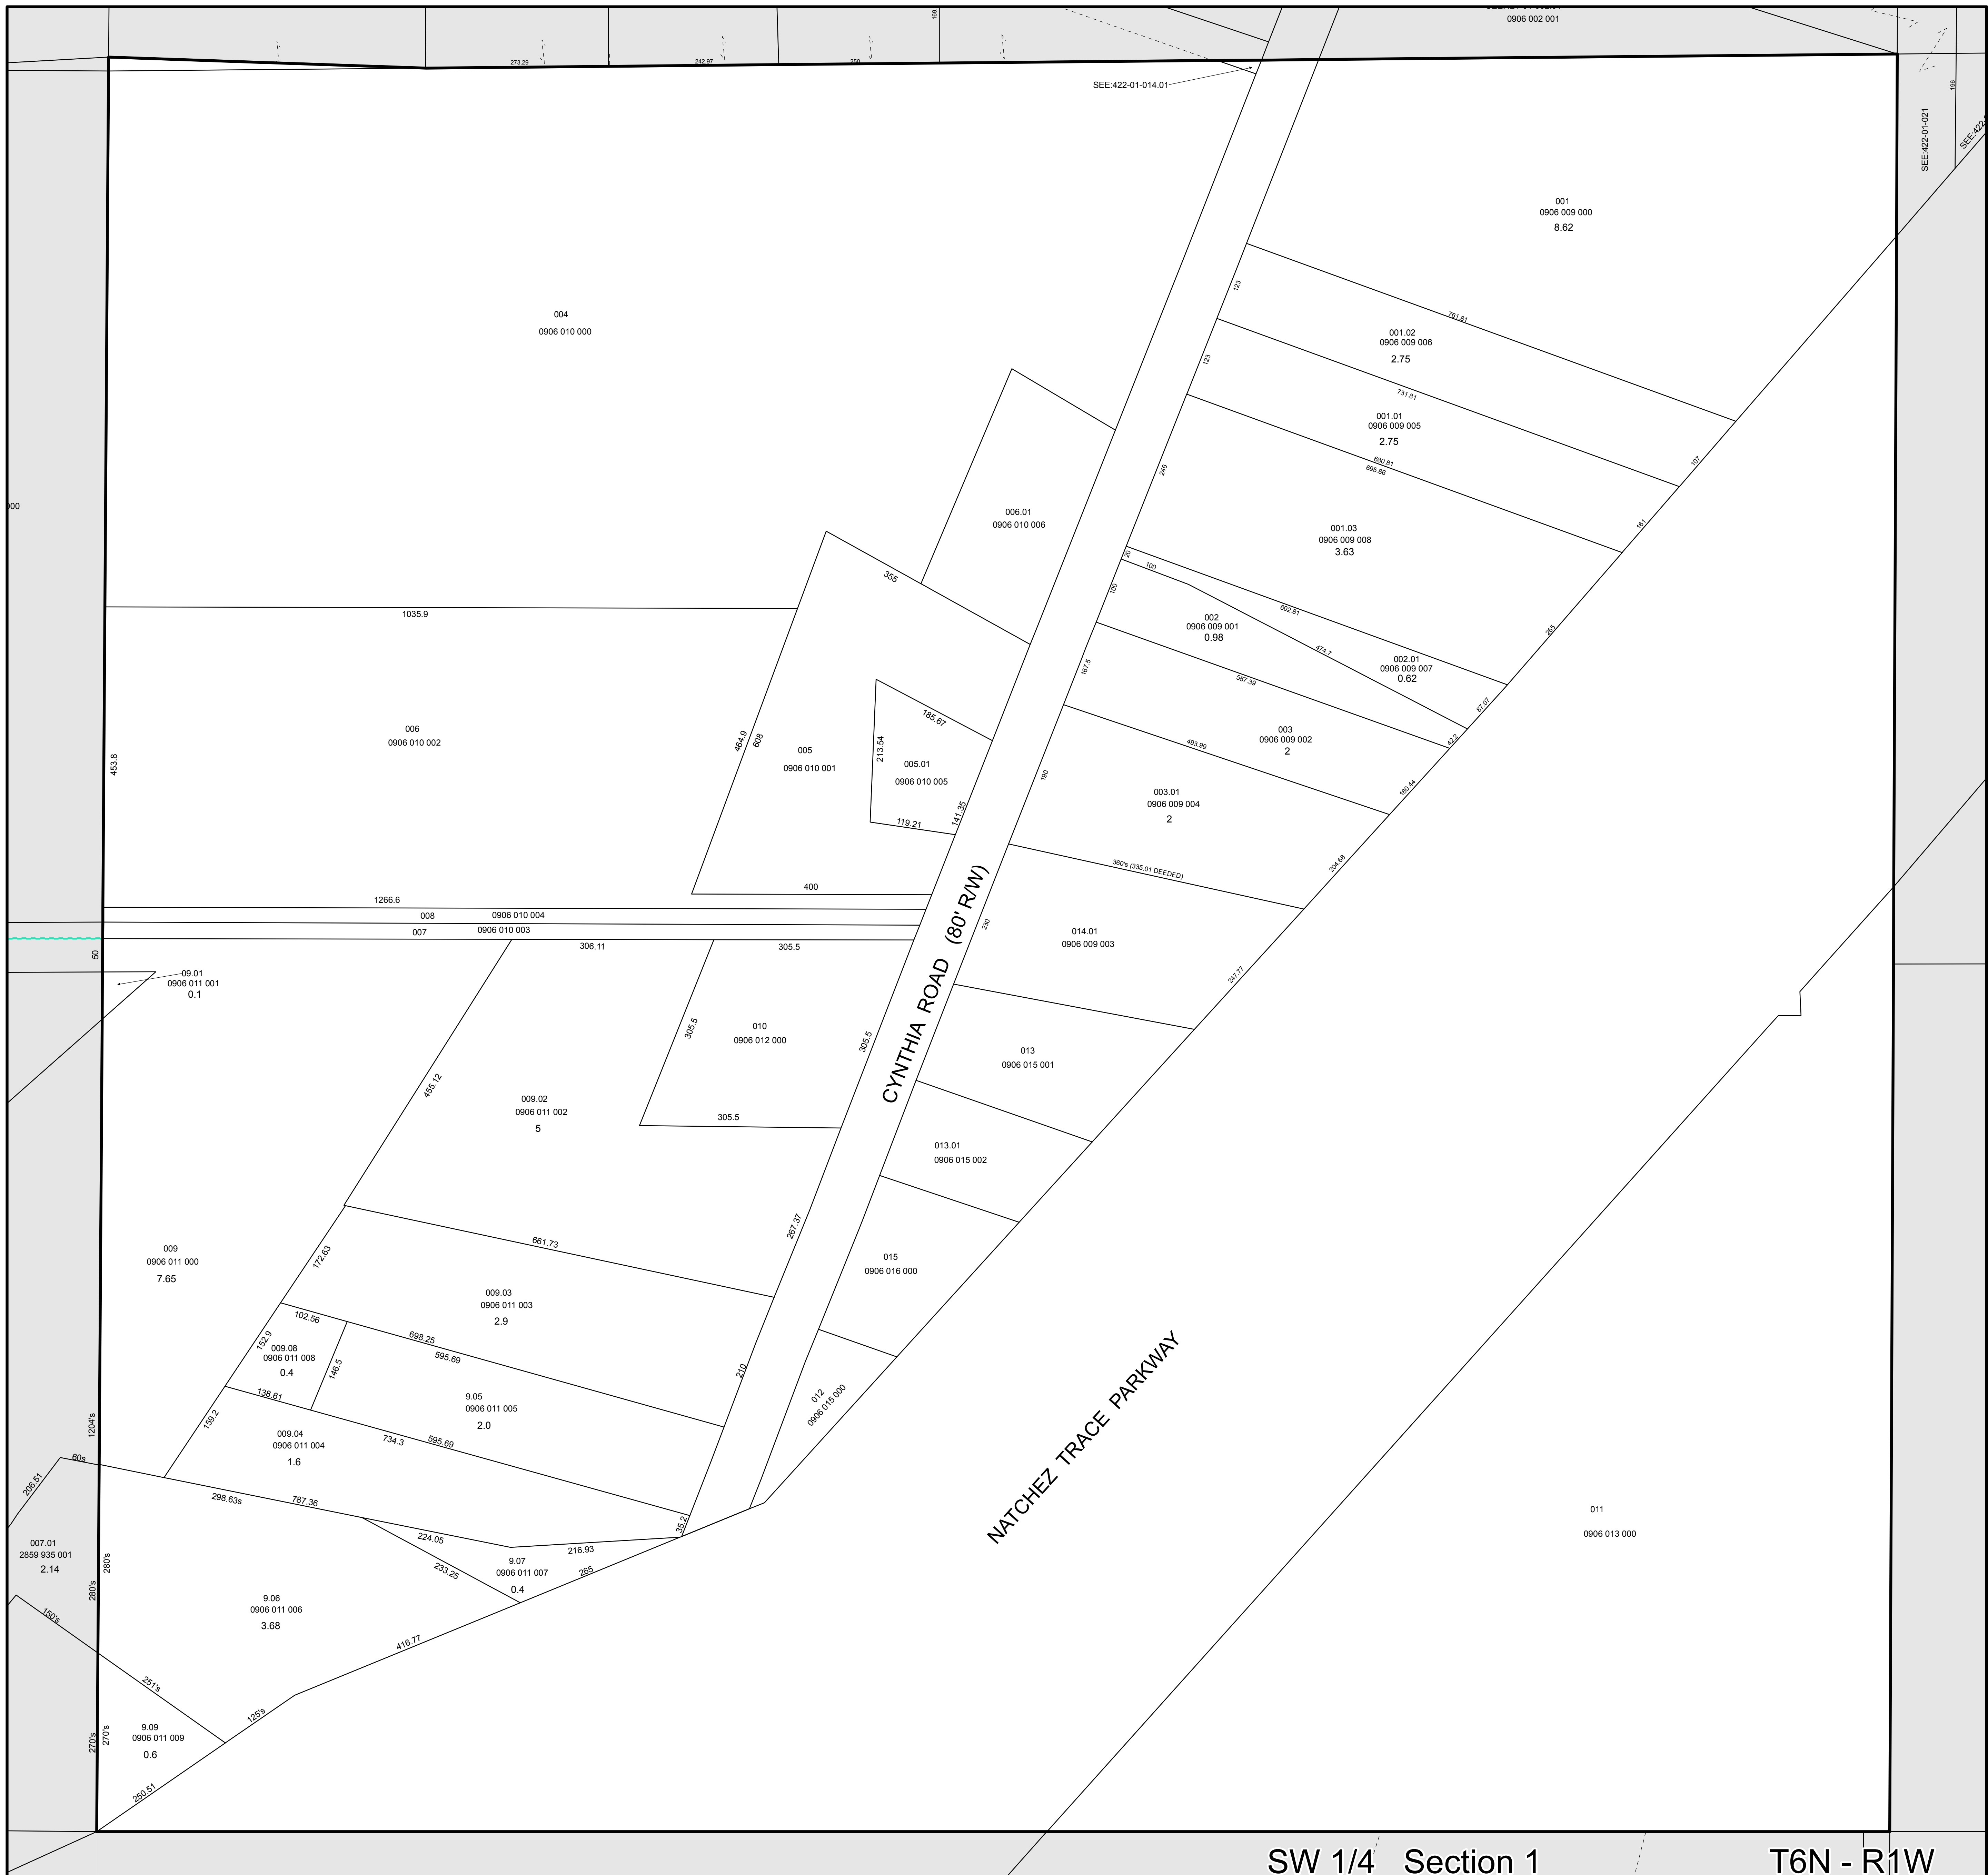 0906 002 001
169.
273.29
242.97
250
SEE:422-01-014.01
196
SEE:422-01-021
001
0906 009 000
8.62
004
0906 010 000
123
761.81
001.02
0906 009 006
2.75
123
731.81
001.01
0906 009 005
2.75
680.81
695.86
107
246
161
006.01
0906 010 006
001.03
0906 009 008
3.63
20
100
355
100
602.81
265
1035.9
002
0906 009 001
0.98
474.7
002.01
0906 009 007
0.62
167.5
557.39
87.07
42.2
006
0906 010 002
453.8
464.9
608
005
0906 010 001
185.67
213.54
005.01
0906 010 005
119.21
141.35
003
0906 009 002
2
493.99
190
180.44
003.01
0906 009 004
2
360's (335.01 DEEDED)
204.68
400
1266.6
008
0906 010 004
007
0906 010 003
306.11
305.5
230
014.01
0906 009 003
247.77
50
09.01
0906 011 001
0.1
CYNTHIA ROAD (80' R/W)
305.5
010
0906 012 000
305.5
305.5
013
0906 015 001
455.12
009.02
0906 011 002
5
013.01
0906 015 002
267.37
009
0906 011 000
7.65
172.63
661.73
015
0906 016 000
009.03
0906 011 003
2.9
102.56
698.25
595.69
152.9
009.08
0906 011 008
0.4
146.5
210
012
0906 015 000
138.61
9.05
0906 011 005
2.0
159.2
009.04
0906 011 004
1.6
734.3
595.69
1204's
60s
206.51
298.63s
787.36
35.2
NATCHEZ TRACE PARKWAY
011
0906 013 000
007.01
2859 935 001
2.14
280's
280's
224.05
216.93
233.25
9.07
0906 011 007
0.4
265
9.06
0906 011 006
3.68
150's
416.77
251's
125's
270's
270's
9.09
0906 011 009
0.6
250.51
SW 1/4 Section 1
T6N - R1W